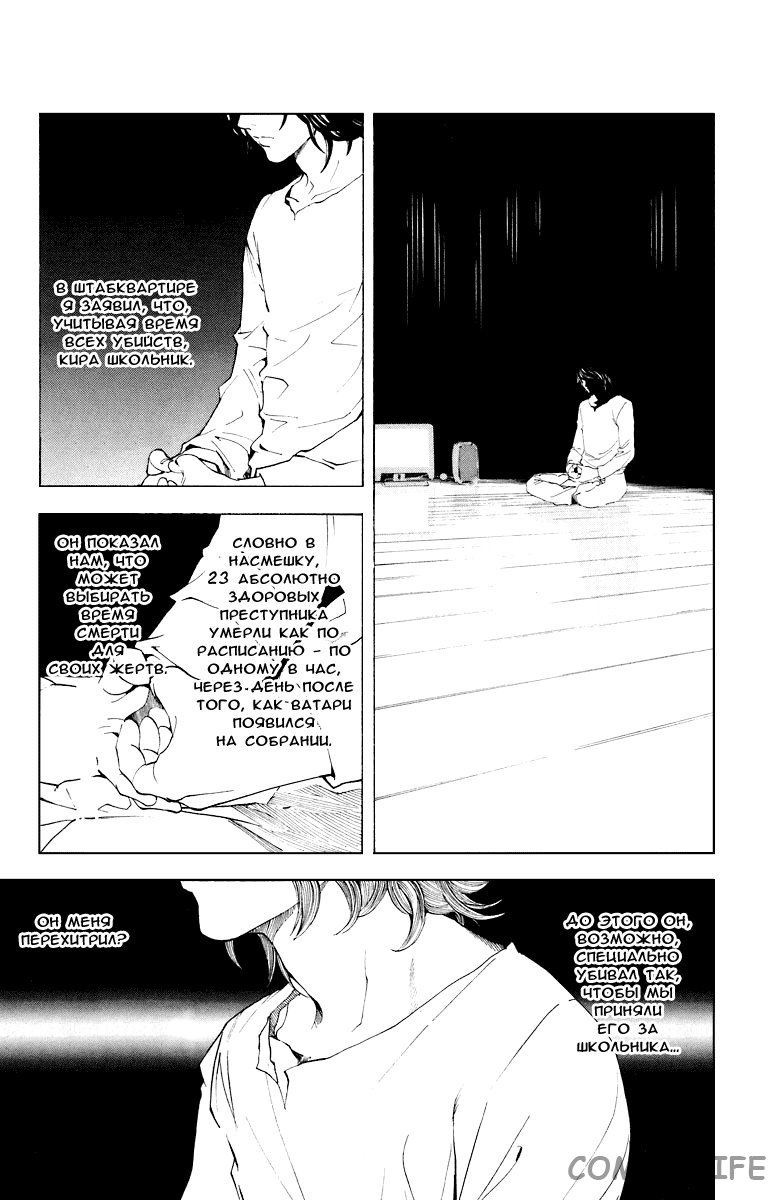 В ШТАБКВАРТИРЕ
Я ЗАЯВИЛ, ЧТО,
УЧИТЫВАЯ ВРЕМЯ
ВСЕХ УБИЙСТВ,
КИРА ШКОЛЬНИК.
СЛОВНО В
НАСМЕШКУ,
23 АБСОЛЮТНО
ЗДОРОВЫХ
ПРЕСТУПНИКА
УМЕРЛИ КАК ПО
РАСПИСАНИЮ – ПО
ОДНОМУ В ЧАС,
ЧЕРЕЗ ДЕНЬ ПОСЛЕ
ТОГО, КАК ВАТАРИ
ПОЯВИЛСЯ
НА СОБРАНИИ.
ОН ПОКАЗАЛ
НАМ, ЧТО
МОЖЕТ
ВЫБИРАТЬ
ВРЕМЯ
СМЕРТИ
ДЛЯ
СВОИХ ЖЕРТВ.
ДО ЭТОГО ОН,
ВОЗМОЖНО,
СПЕЦИАЛЬНО
УБИВАЛ ТАК,
ЧТОБЫ МЫ
ПРИНЯЛИ
ЕГО ЗА
ШКОЛЬНИКА...
ОН МЕНЯ
ПЕРЕХИТРИЛ?